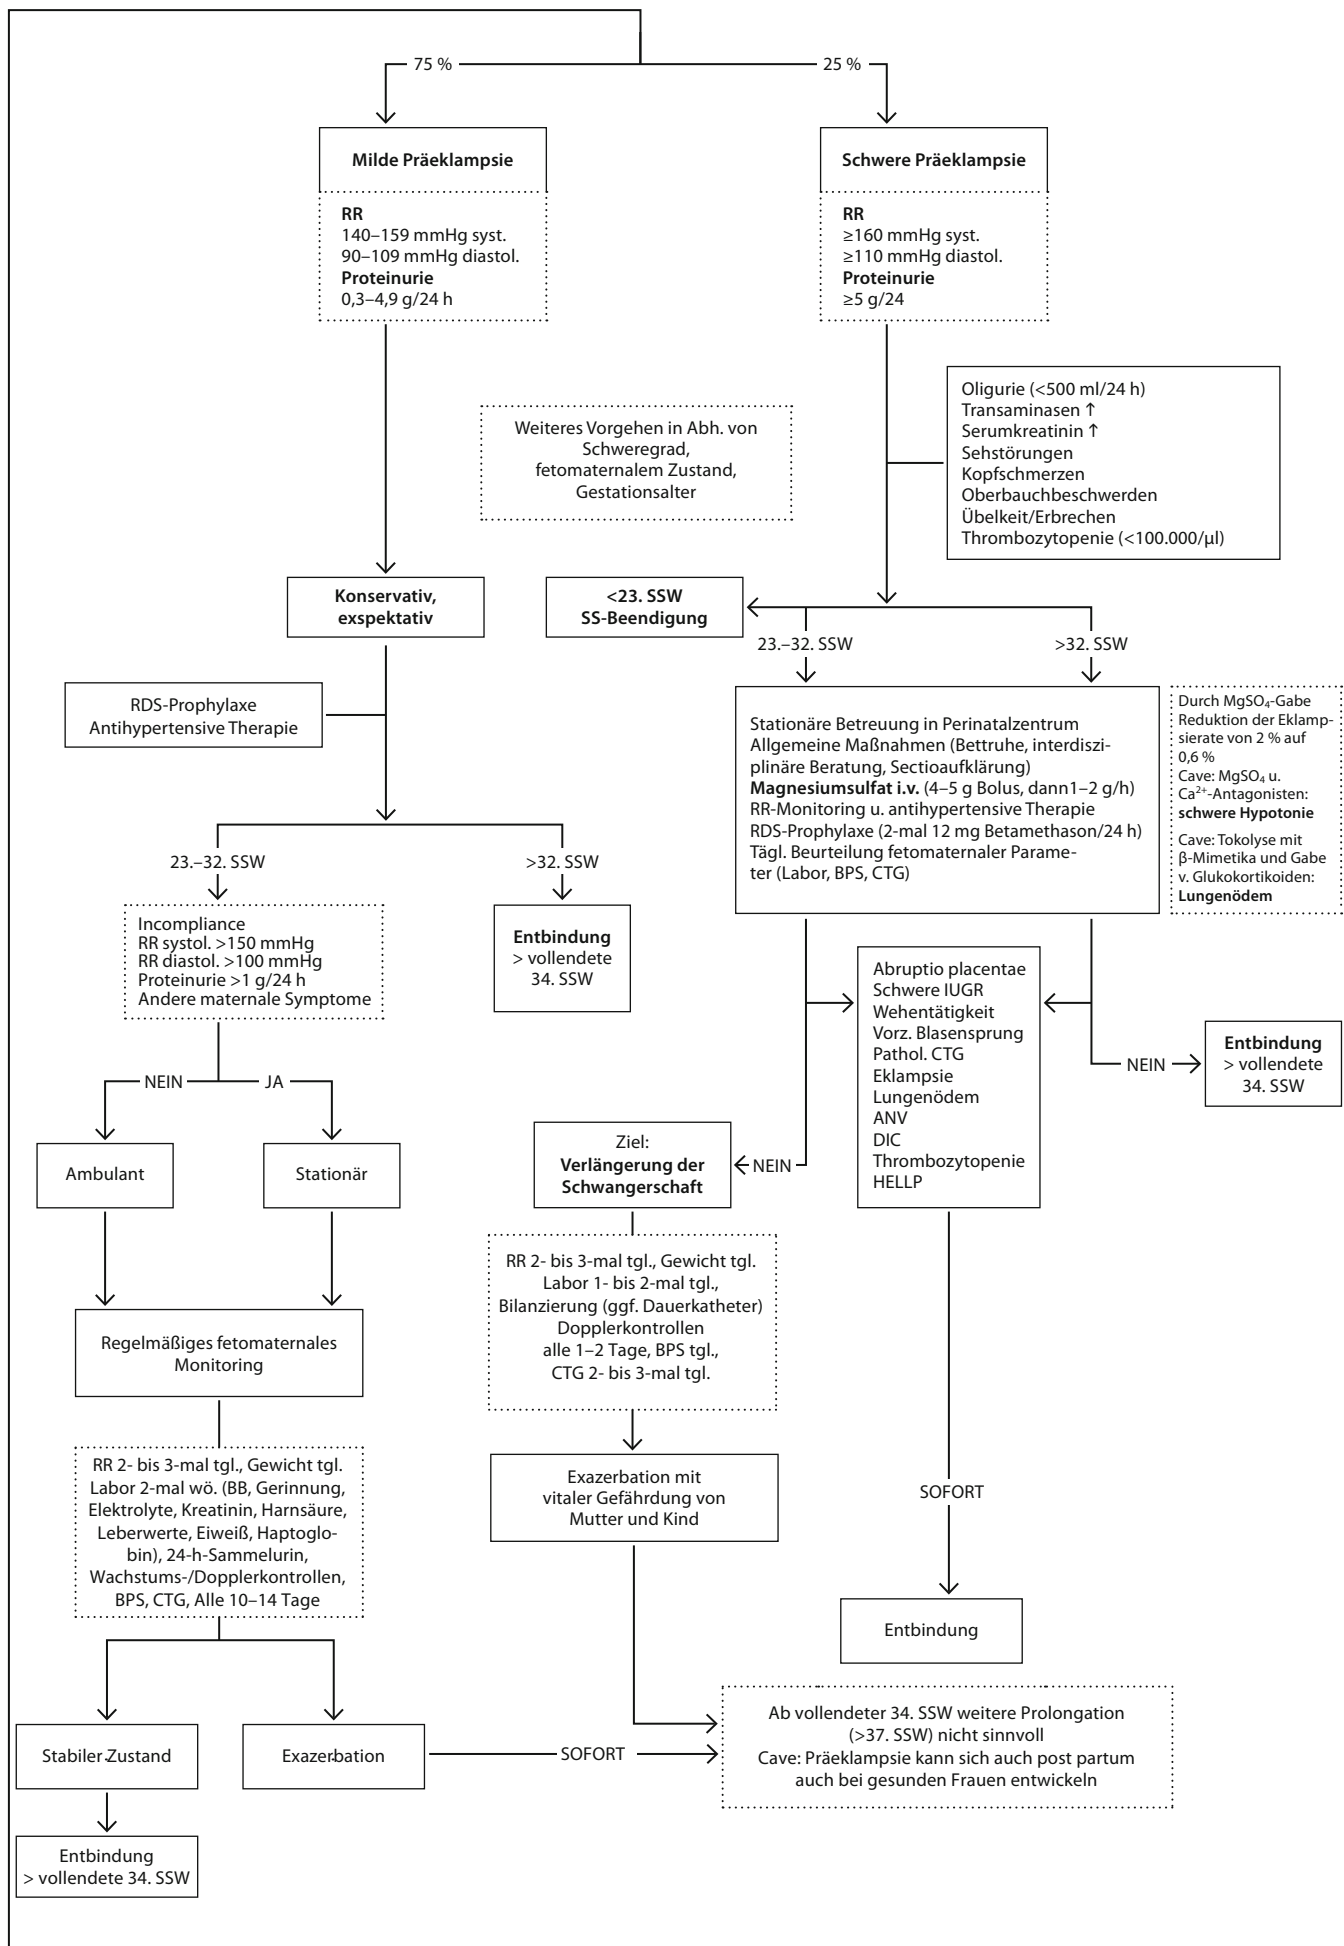 75 %
25 %
Milde Präeklampsie
RR
140–159 mmHg syst.
90–109 mmHg diastol.
Proteinurie
0,3–4,9 g/24 h
Schwere Präeklampsie
RR
≥160 mmHg syst.
≥110 mmHg diastol.
Proteinurie
≥5 g/24
Oligurie (<500 ml/24 h)
Transaminasen ↑
Serumkreatinin ↑
Sehstörungen
Kopfschmerzen
Oberbauchbeschwerden
Übelkeit/Erbrechen
Thrombozytopenie (<100.000/µl)
Weiteres Vorgehen in Abh. von
Schweregrad,
fetomaternalem Zustand,
Gestationsalter
Konservativ,
exspektativ
<23. SSW
SS-Beendigung
23.–32. SSW
>32. SSW
RDS-Prophylaxe
Antihypertensive Therapie
Stationäre Betreuung in Perinatalzentrum
Allgemeine Maßnahmen (Bettruhe, interdiszi-
plinäre Beratung, Sectioaufklärung)
Magnesiumsulfat i.v. (4–5 g Bolus, dann1–2 g/h)
RR-Monitoring u. antihypertensive Therapie
RDS-Prophylaxe (2-mal 12 mg Betamethason/24 h)
Tägl. Beurteilung fetomaternaler Parame-
ter (Labor, BPS, CTG)
Durch MgSO₄-Gabe
Reduktion der Eklamp-
sierate von 2 % auf
0,6 %
Cave: MgSO₄ u.
Ca²⁺-Antagonisten:
schwere Hypotonie
Cave: Tokolyse mit
β-Mimetika und Gabe
v. Glukokortikoiden:
Lungenödem
23.–32. SSW
>32. SSW
Incompliance
RR systol. >150 mmHg
RR diastol. >100 mmHg
Proteinurie >1 g/24 h
Andere maternale Symptome
Entbindung
> vollendete
34. SSW
Abruptio placentae
Schwere IUGR
Wehentätigkeit
Vorz. Blasensprung
Pathol. CTG
Eklampsie
Lungenödem
ANV
DIC
Thrombozytopenie
HELLP
NEIN
Entbindung
> vollendete
34. SSW
NEIN
JA
Ambulant
Stationär
Ziel:
Verlängerung der
Schwangerschaft
NEIN
RR 2- bis 3-mal tgl., Gewicht tgl.
Labor 1- bis 2-mal tgl.,
Bilanzierung (ggf. Dauerkatheter)
Dopplerkontrollen
alle 1–2 Tage, BPS tgl.,
CTG 2- bis 3-mal tgl.
Regelmäßiges fetomaternales
Monitoring
RR 2- bis 3-mal tgl., Gewicht tgl.
Labor 2-mal wö. (BB, Gerinnung,
Elektrolyte, Kreatinin, Harnsäure,
Leberwerte, Eiweiß, Haptoglo-
bin), 24-h-Sammelurin,
Wachstums-/Dopplerkontrollen,
BPS, CTG, Alle 10–14 Tage
Exazerbation mit
vitaler Gefährdung von
Mutter und Kind
SOFORT
Entbindung
Stabiler Zustand
Exazerbation
SOFORT
Ab vollendeter 34. SSW weitere Prolongation
(>37. SSW) nicht sinnvoll
Cave: Präeklampsie kann sich auch post partum
auch bei gesunden Frauen entwickeln
Entbindung
> vollendete 34. SSW